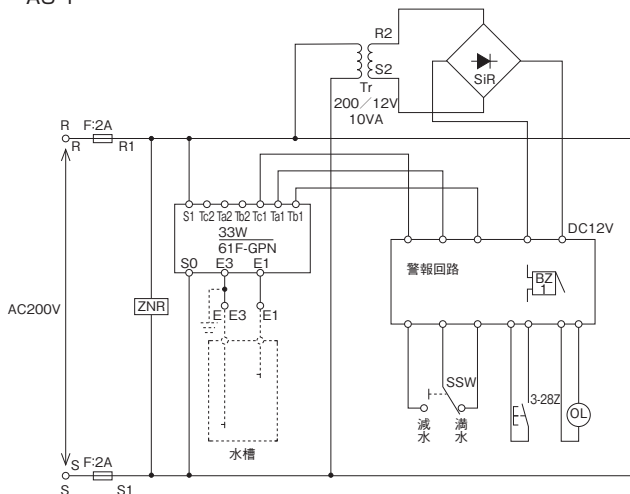 R2
S2
Tr
200/12V
10VA
SiR
R F:2A
R R1
S1 Tc2 Ta2 Tb2 Tc1 Ta1 Tb1
33W
61F-GPN
S0 E3 E1
DC12V
警報回路
BZ
1
AC200V
ZNR
E E3 E1
水槽
SSW
減水
満水
3-28Z
OL
S F:2A
S S1